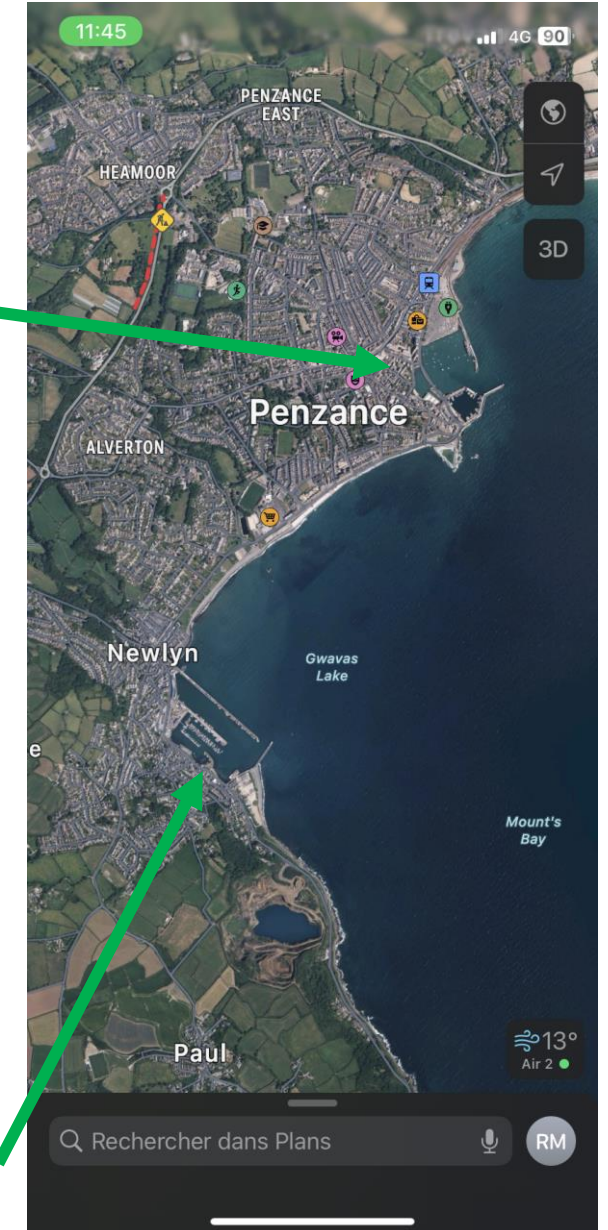 11:45
4G 90
PENZANCE
EAST
HEAMOOR
3D
Penzance
ALVERTON
Newlyn
Gwavas
Lake
e
Mount's
Bay
Paul
13°
Air 2
Rechercher dans Plans
RM